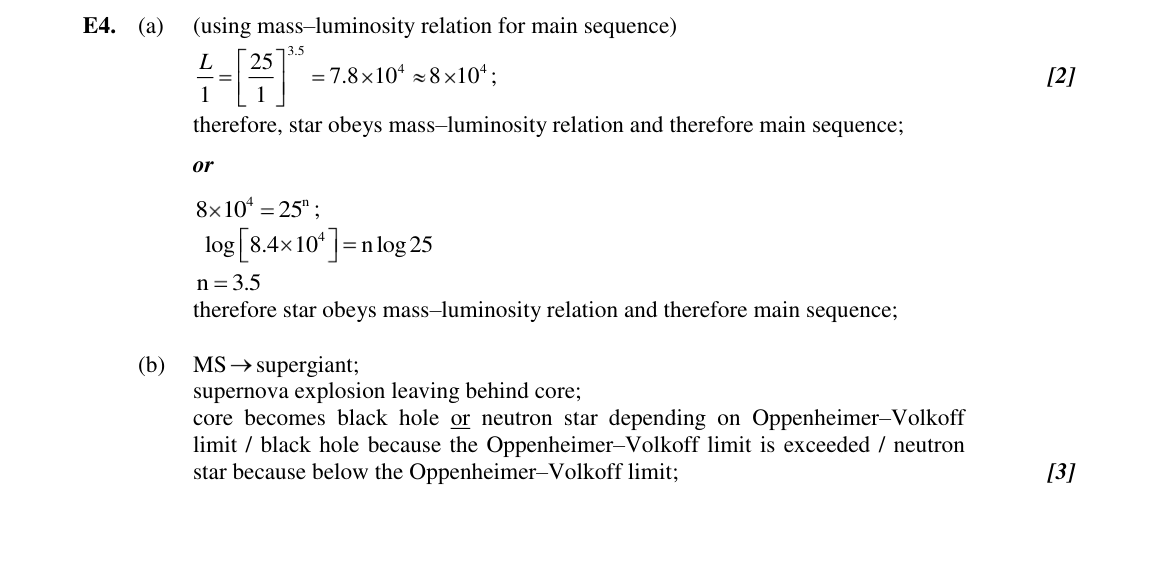 E4. (a) (using mass–luminosity relation for main sequence)
L/1 = [25/1]^3.5 = 7.8×10^4 ≈ 8×10^4 ; [2]
therefore, star obeys mass–luminosity relation and therefore main sequence;
or
8×10^4 = 25^n ;
log[8.4×10^4] = n log 25
n = 3.5
therefore star obeys mass–luminosity relation and therefore main sequence;
(b) MS → supergiant;
supernova explosion leaving behind core;
core becomes black hole or neutron star depending on Oppenheimer–Volkoff
limit / black hole because the Oppenheimer–Volkoff limit is exceeded / neutron
star because below the Oppenheimer–Volkoff limit; [3]